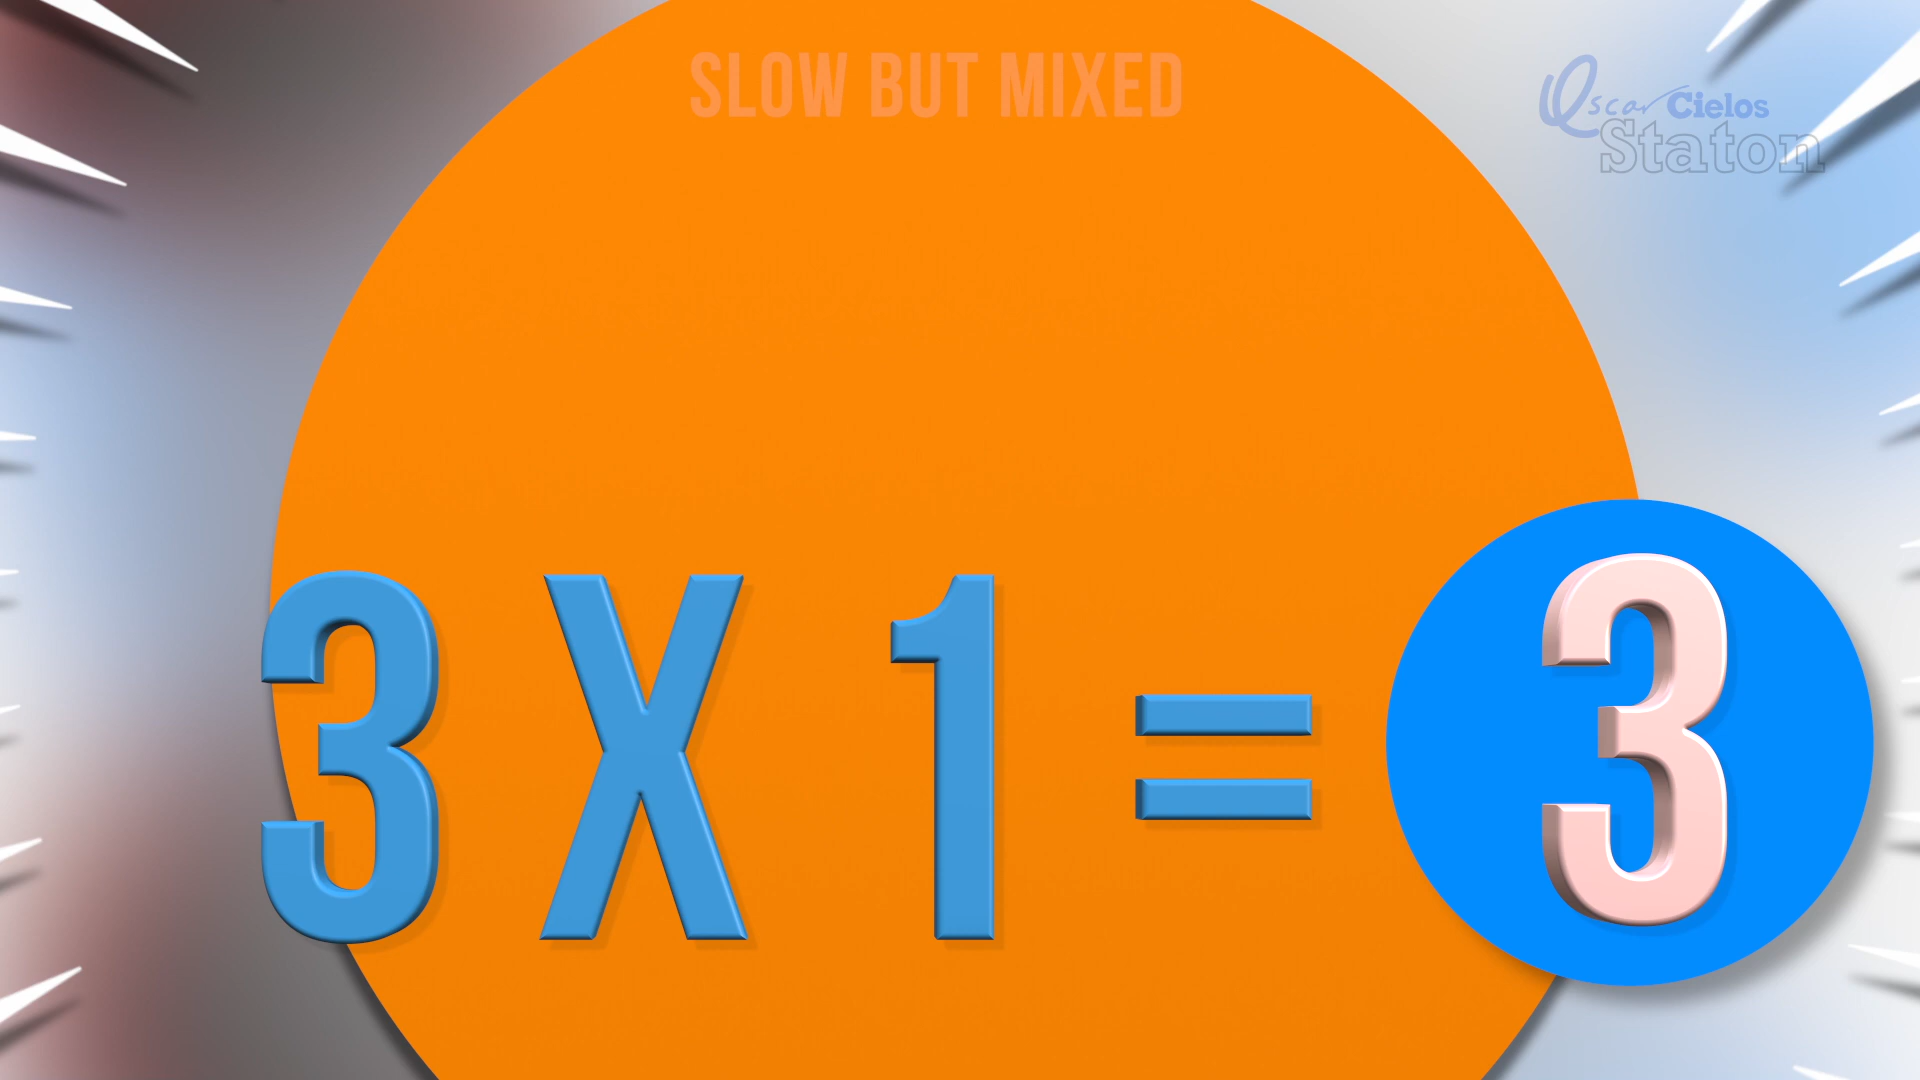 SLOW BUT MIXED
Oscar Cielos
Staton
3 X 1 = 3